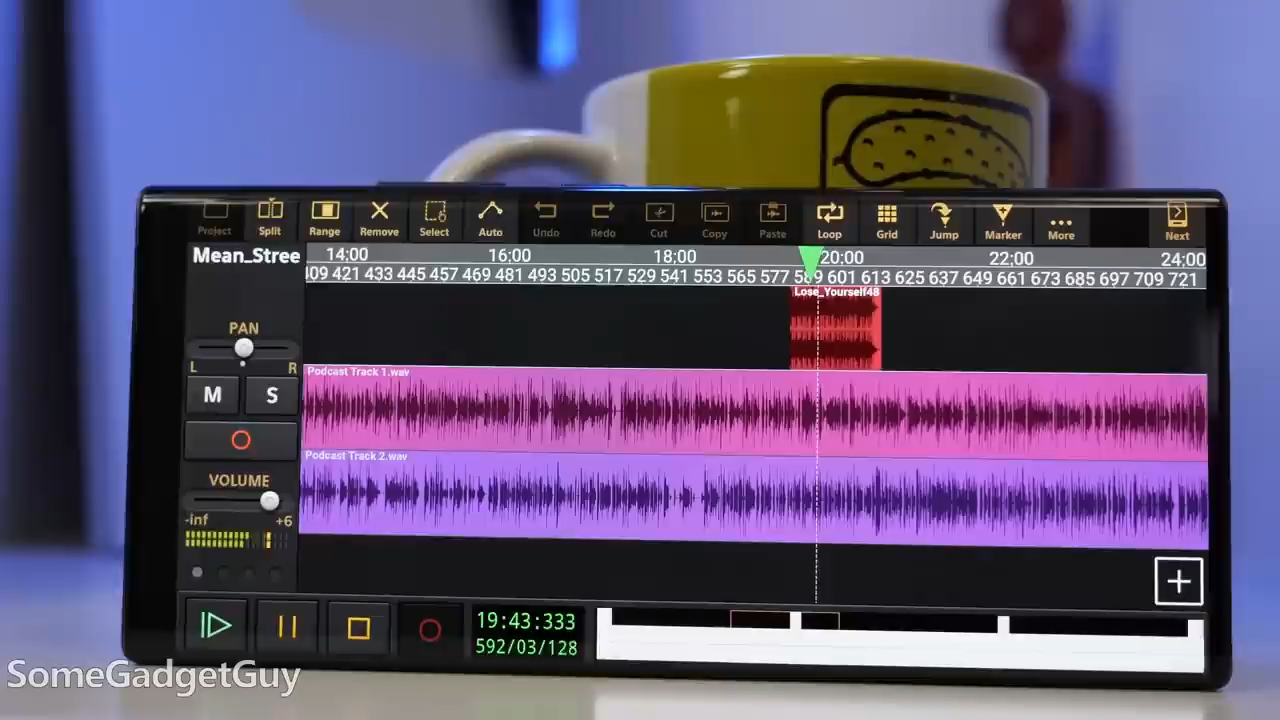 Project Split Range Remove Select Auto Undo Redo Cut Copy Paste Loop Grid Jump Marker More Next
Mean_Stree 14:00 16:00 18:00 20:00 22:00 24:00
409 421 433 445 457 469 481 493 505 517 529 541 553 565 577 589 601 613 625 637 649 661 673 685 697 709 721
Lose_Yourself48
PAN
L R
Podcast Track 1.wav
M S
Podcast Track 2.wav
VOLUME
-inf +6
19:43:333
592/03/128
SomeGadgetGuy